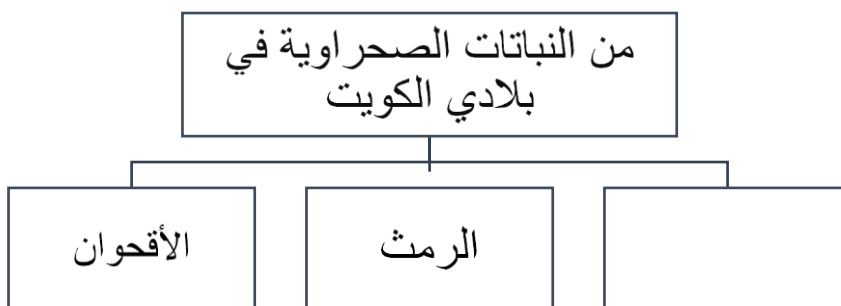 من النباتات الصحراوية في
بلادي الكويت
الرمث
الأقحوان